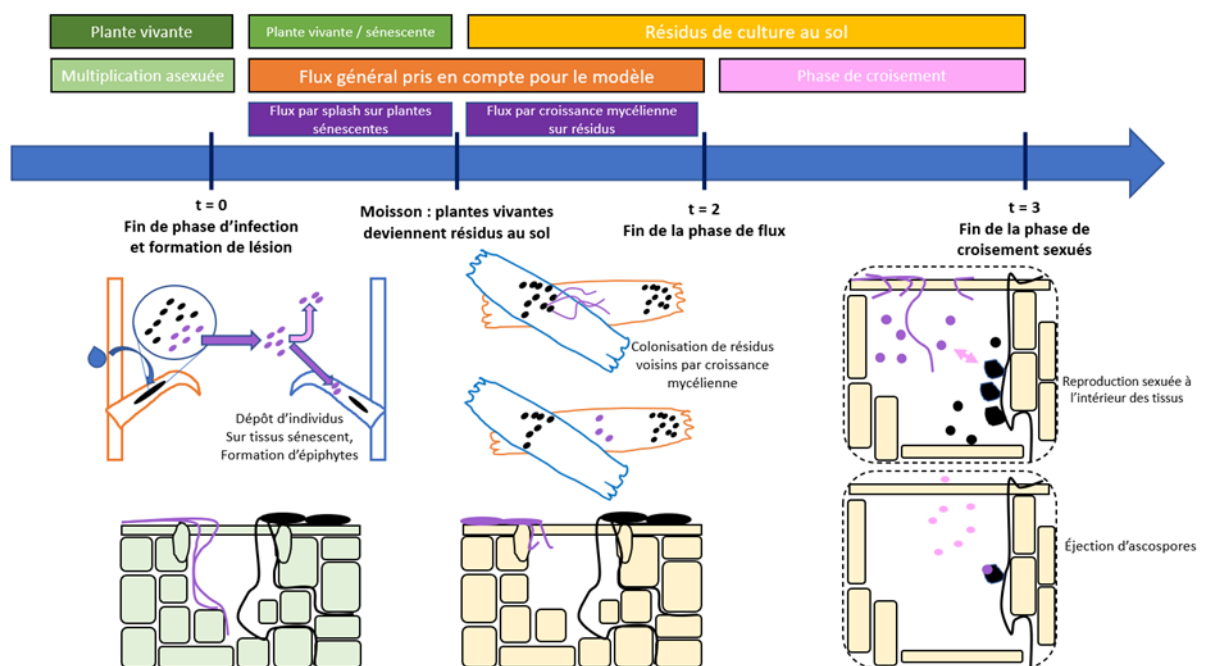 Plante vivante
Plante vivante / sénescente
Résidus de culture au sol
Multiplication asexuée
Flux général pris en compte pour le modèle
Phase de croisement
Flux par splash sur plantes
sénescentes
Flux par croissance mycélienne
sur résidus
t = 0
Fin de phase d'infection
et formation de lésion
Moisson : plantes vivantes
deviennent résidus au sol
t = 2
Fin de la phase de flux
t = 3
Fin de la phase de
croisement sexués
Dépôt d'individus
Sur tissus sénescent,
Formation d'épiphytes
Colonisation de résidus
voisins par croissance
mycélienne
Reproduction sexuée à
l'intérieur des tissus
Éjection d'ascospores